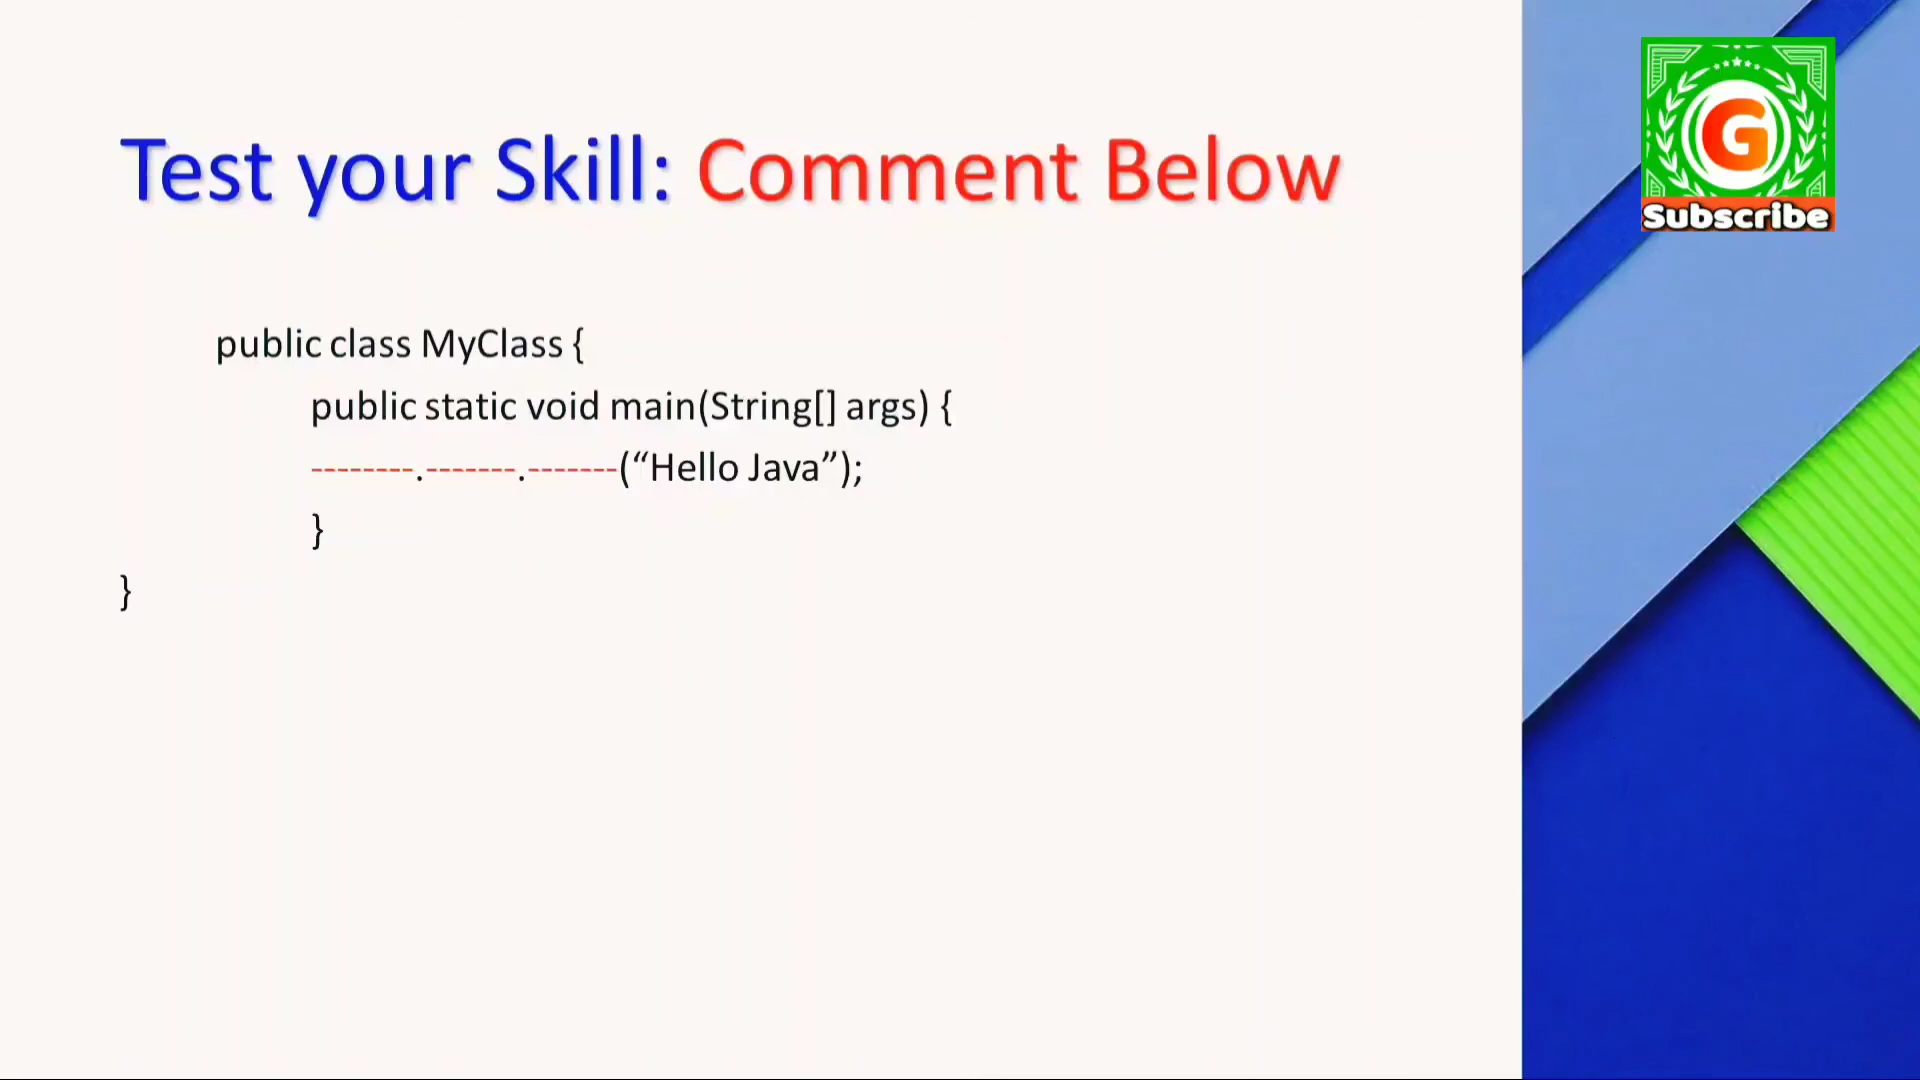 Test your Skill: Comment Below
G
Subscribe
public class MyClass {
public static void main(String[] args) {
--------.-------.-------(“Hello Java”);
}
}